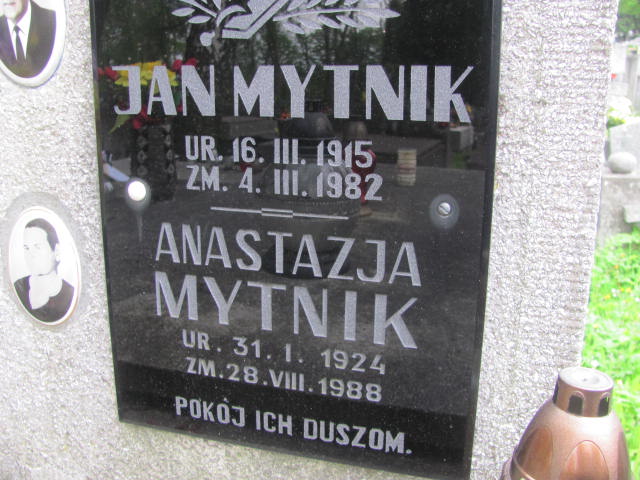 JAN MYTNIK
UR. 16. III. 1915
ZM. 4. III. 1982
ANASTAZJA
MYTNIK
UR. 31. I. 1924
ZM. 28. VIII. 1988
POKÓJ ICH DUSZOM.